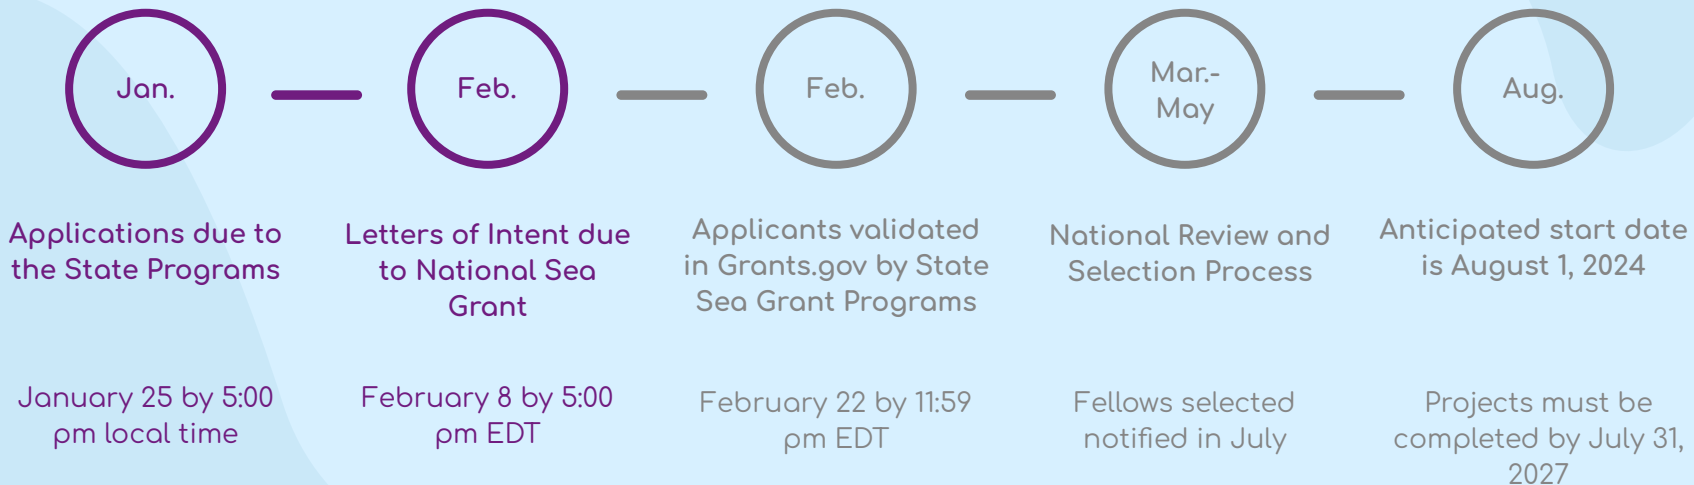 Jan.
Feb.
Feb.
Mar.-
May
Aug.
Applications due to
the State Programs
Letters of Intent due
to National Sea
Grant
Applicants validated
in Grants.gov by State
Sea Grant Programs
National Review and
Selection Process
Anticipated start date
is August 1, 2024
January 25 by 5:00
pm local time
February 8 by 5:00
pm EDT
February 22 by 11:59
pm EDT
Fellows selected
notified in July
Projects must be
completed by July 31,
2027